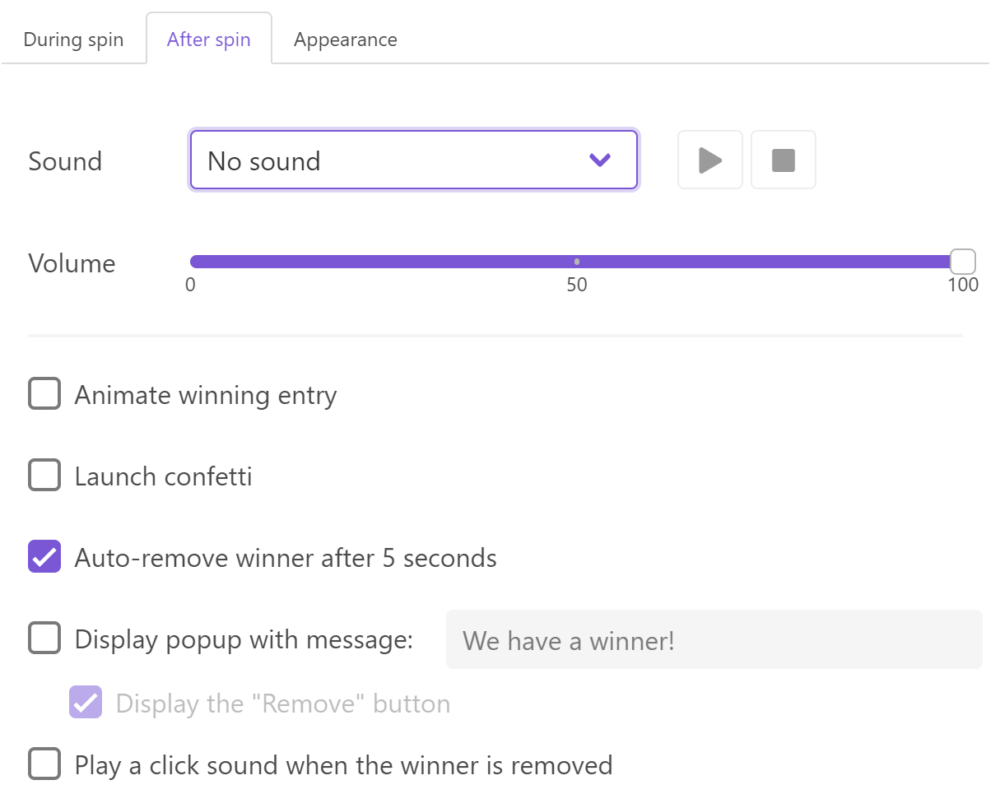 During spin After spin Appearance
Sound No sound
Volume
0 50 100
Animate winning entry
Launch confetti
Auto-remove winner after 5 seconds
Display popup with message: We have a winner!
Display the "Remove" button
Play a click sound when the winner is removed